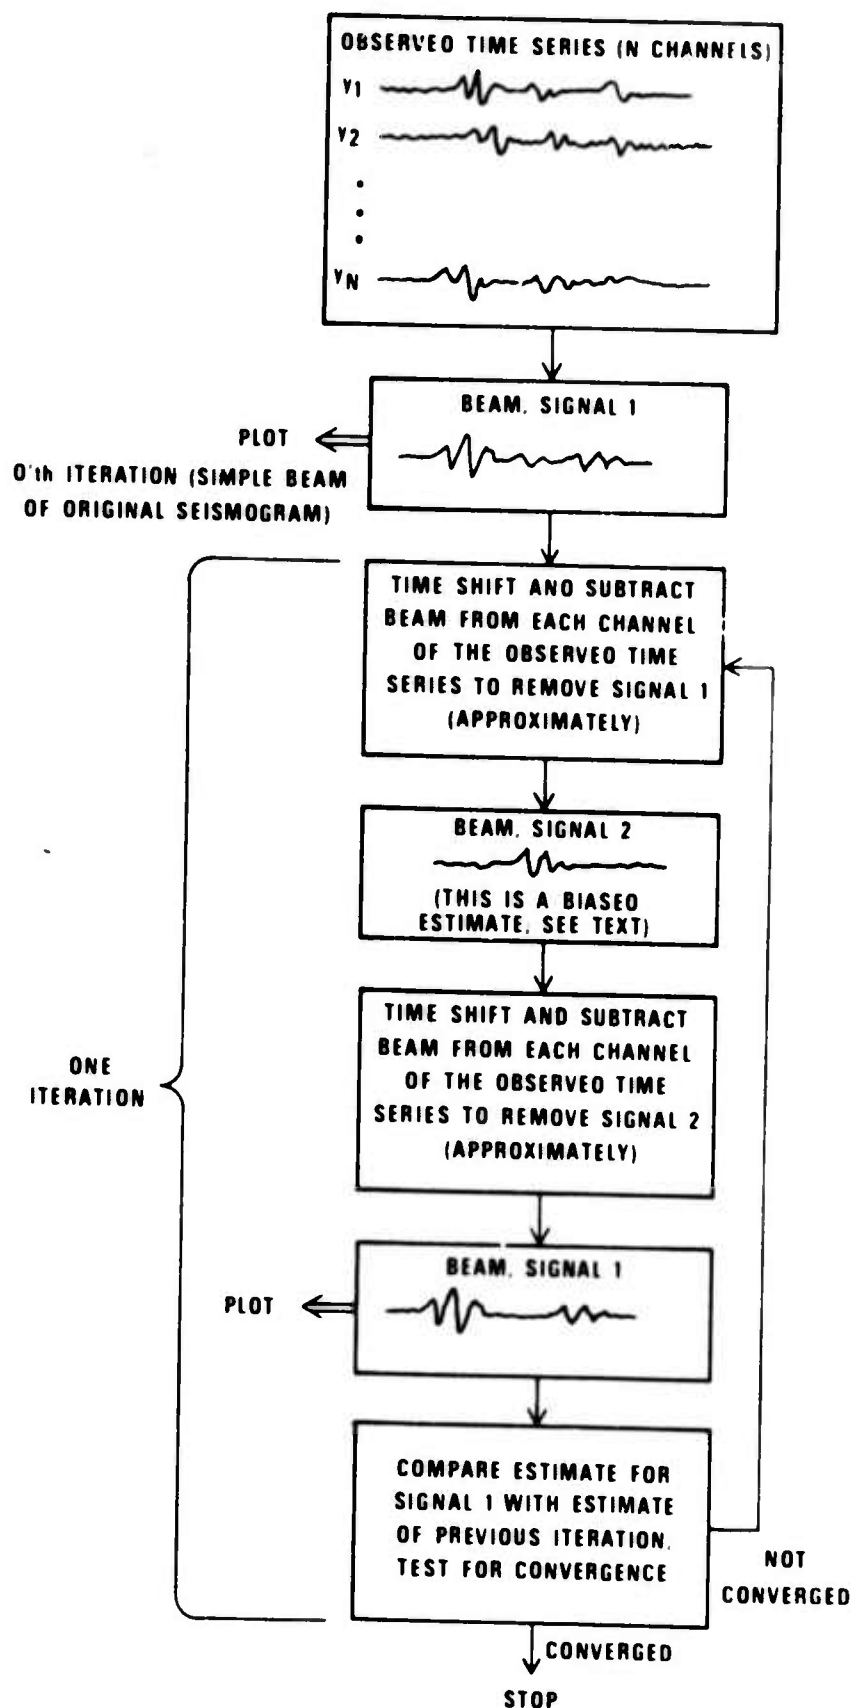 OBSERVED TIME SERIES (N CHANNELS)
Y1
Y2
YN
BEAM, SIGNAL 1
PLOT
0'th ITERATION (SIMPLE BEAM
OF ORIGINAL SEISMOGRAM)
TIME SHIFT AND SUBTRACT
BEAM FROM EACH CHANNEL
OF THE OBSERVED TIME
SERIES TO REMOVE SIGNAL 1
(APPROXIMATELY)
BEAM, SIGNAL 2
(THIS IS A BIASED
ESTIMATE, SEE TEXT)
TIME SHIFT AND SUBTRACT
BEAM FROM EACH CHANNEL
OF THE OBSERVED TIME
SERIES TO REMOVE SIGNAL 2
(APPROXIMATELY)
ONE
ITERATION
BEAM, SIGNAL 1
PLOT
COMPARE ESTIMATE FOR
SIGNAL 1 WITH ESTIMATE
OF PREVIOUS ITERATION.
TEST FOR CONVERGENCE
NOT
CONVERGED
CONVERGED
STOP